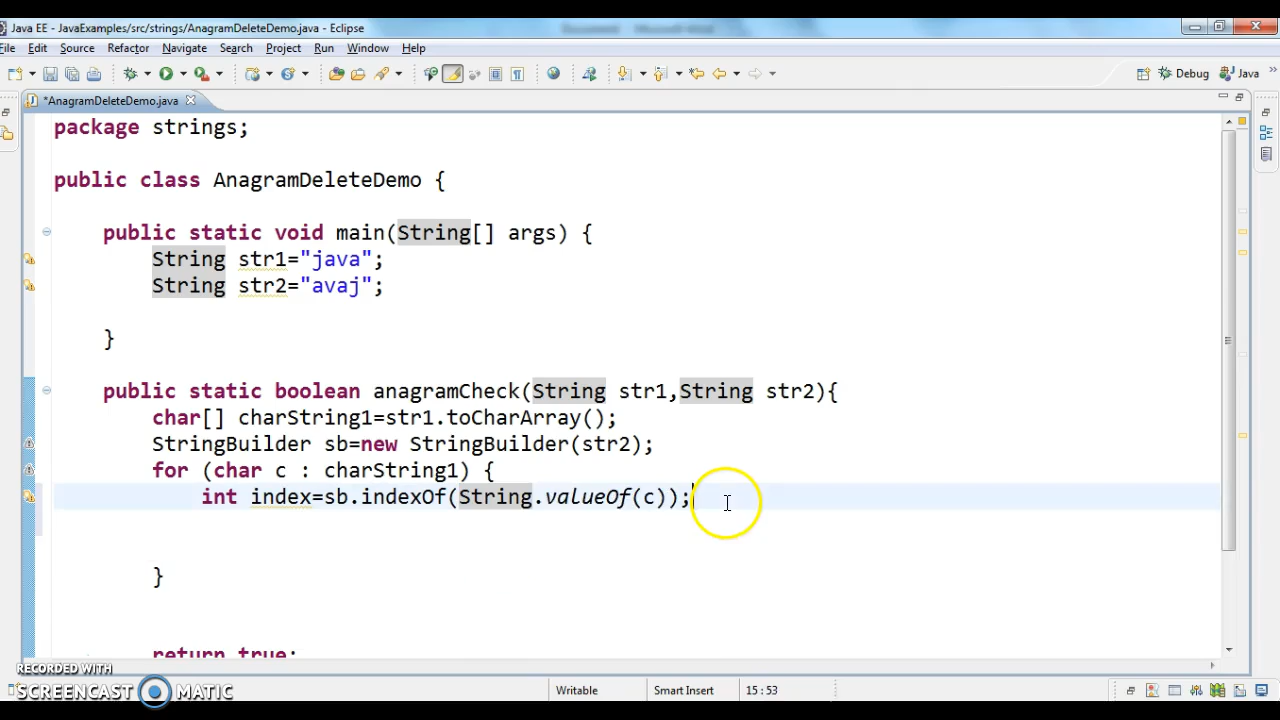 Java EE - JavaExamples/src/strings/AnagramDeleteDemo.java - Eclipse
File Edit Source Refactor Navigate Search Project Run Window Help
Debug Java »
*AnagramDeleteDemo.java
package strings;
public class AnagramDeleteDemo {
public static void main(String[] args) {
String str1="java";
String str2="avaj";
}
public static boolean anagramCheck(String str1,String str2){
char[] charString1=str1.toCharArray();
StringBuilder sb=new StringBuilder(str2);
for (char c : charString1) {
int index=sb.indexOf(String.valueOf(c));
}
return true;
RECORDED WITH
SCREENCAST MATIC
Writable Smart Insert 15 : 53